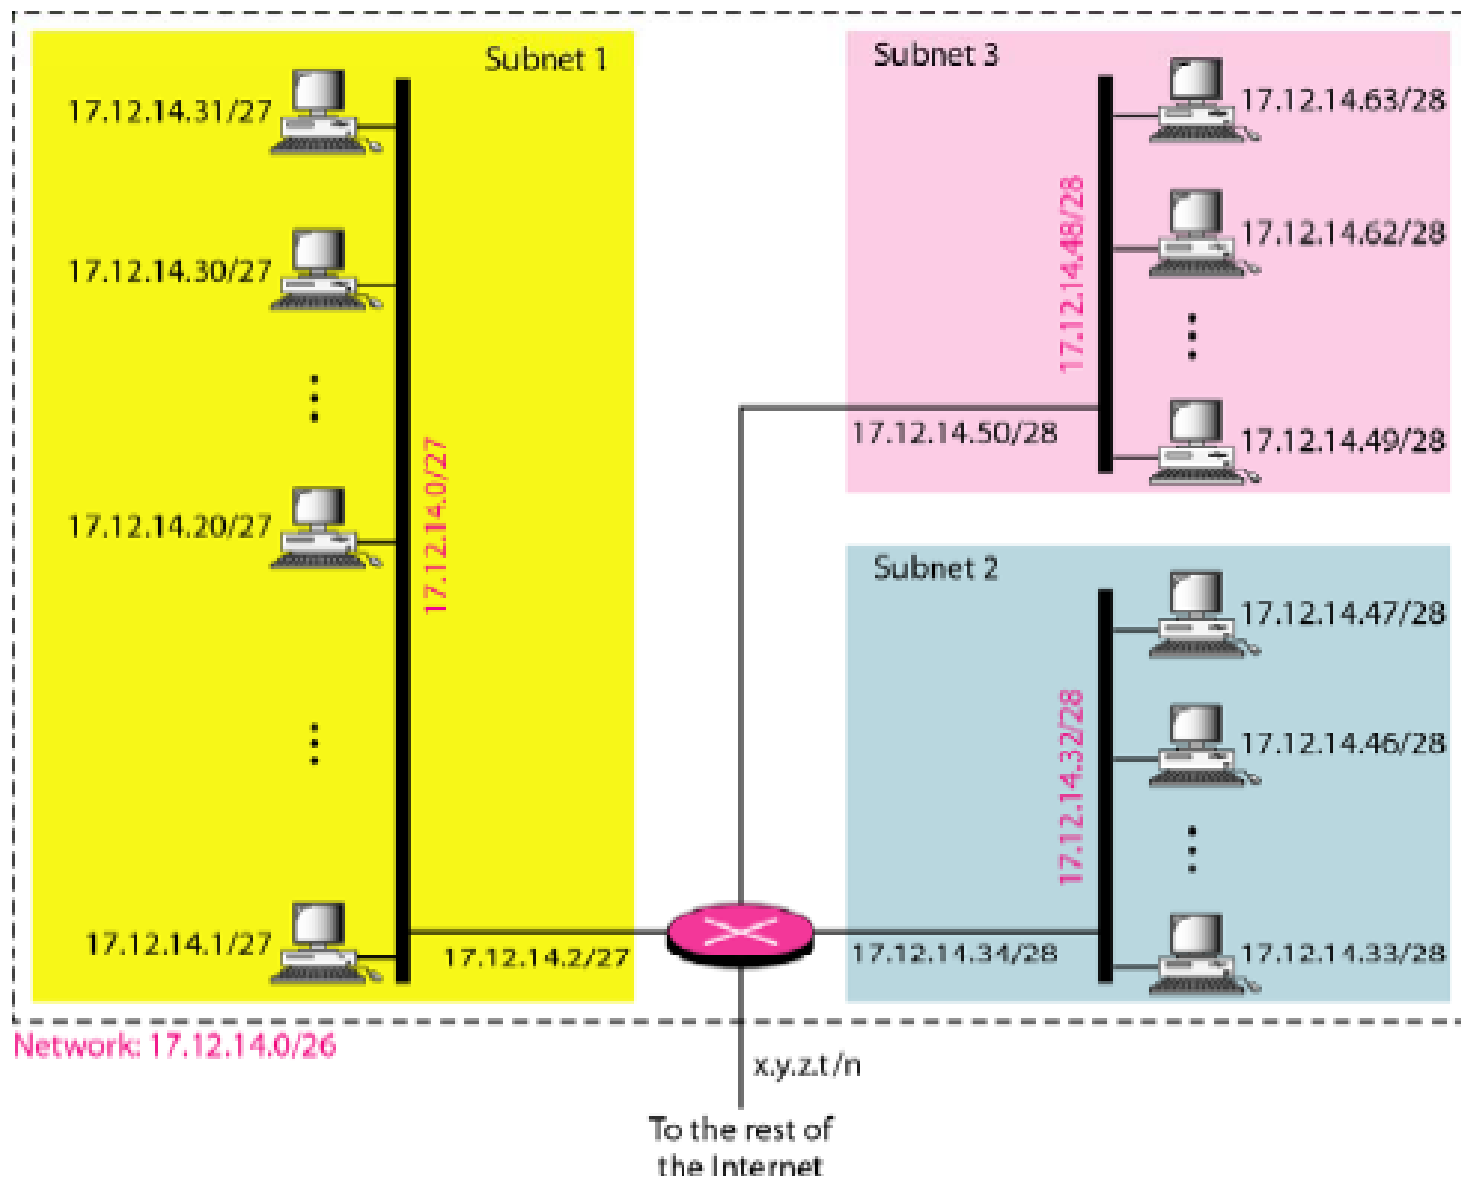 Subnet 1
17.12.14.31/27
17.12.14.30/27
17.12.14.20/27
17.12.14.0/27
17.12.14.1/27
17.12.14.2/27
Subnet 3
17.12.14.63/28
17.12.14.62/28
17.12.14.48/28
17.12.14.50/28
17.12.14.49/28
Subnet 2
17.12.14.47/28
17.12.14.46/28
17.12.14.32/28
17.12.14.34/28
17.12.14.33/28
Network: 17.12.14.0/26
x.y.z.t/n
To the rest of
the Internet